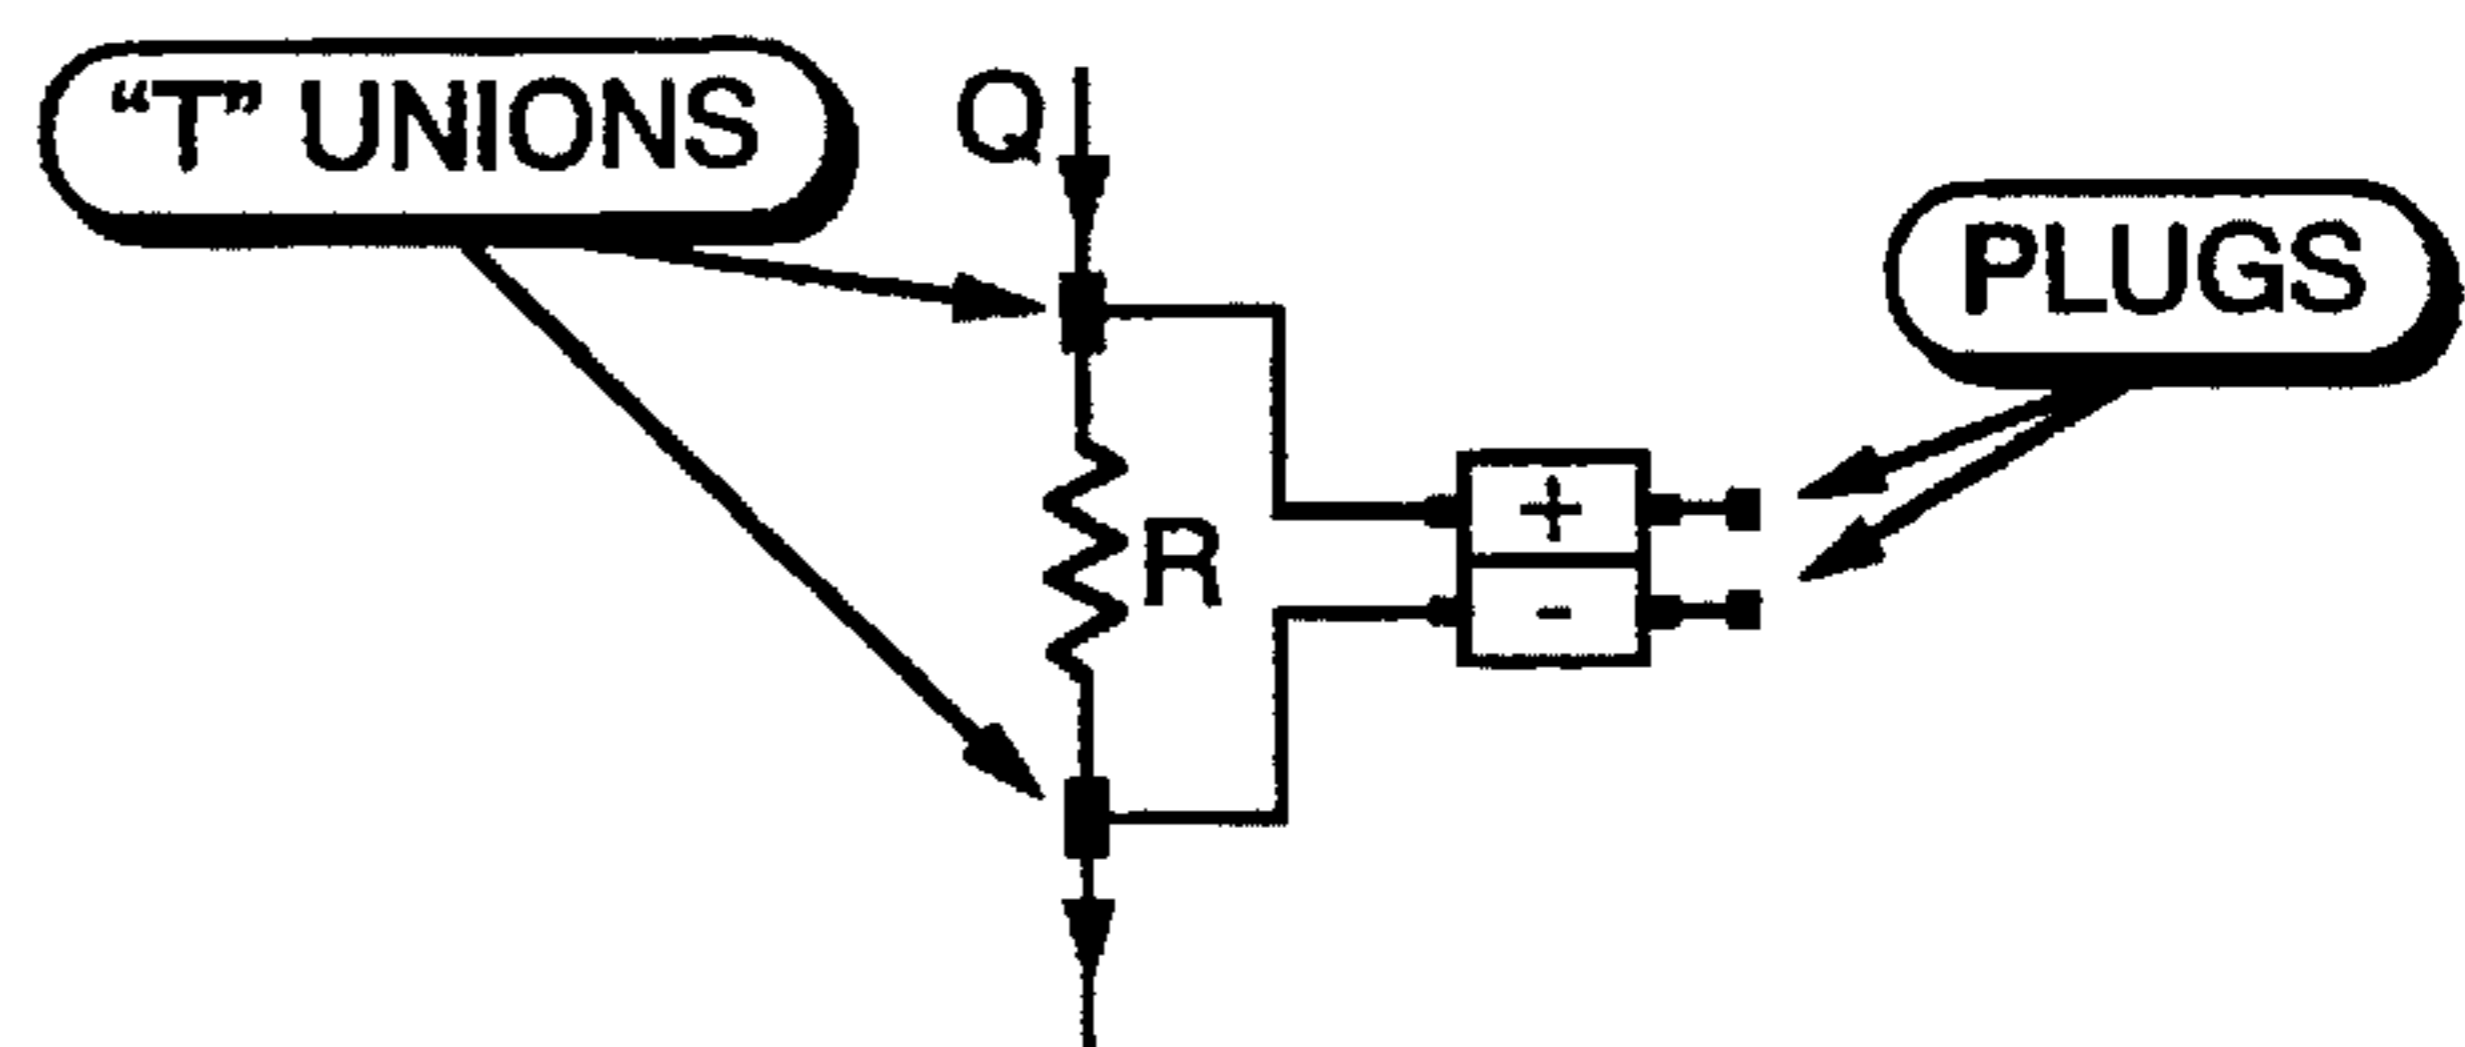 “T” UNIONS
Q
PLUGS
R
+
-